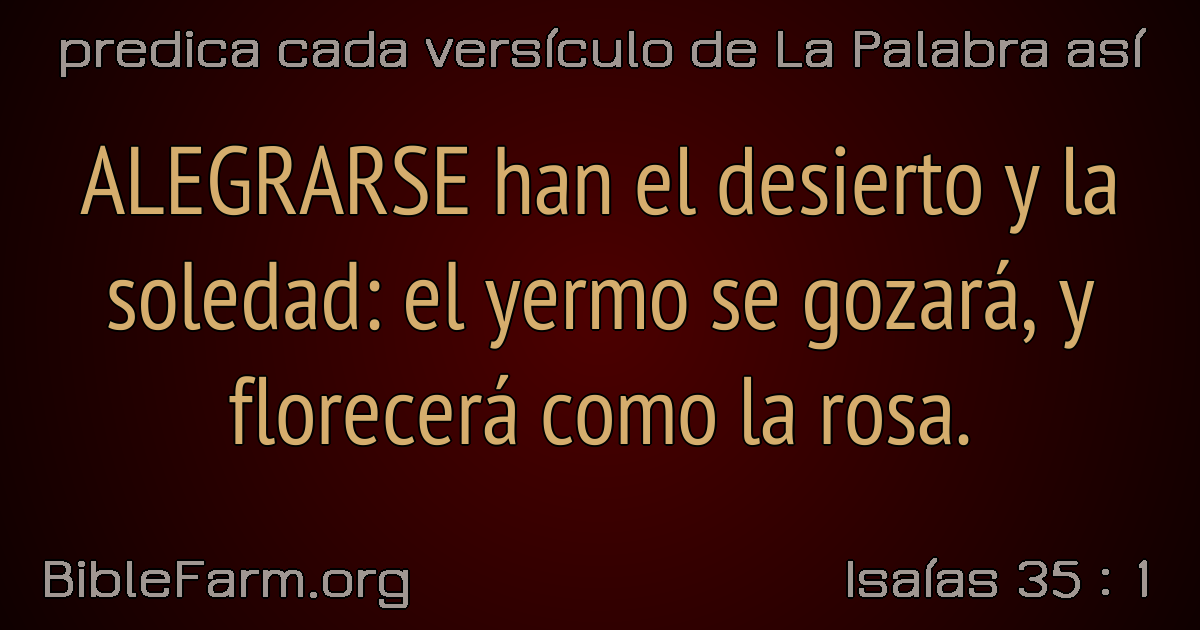 predica cada versículo de La Palabra así
ALEGRARSE han el desierto y la
soledad: el yermo se gozará, y
florecerá como la rosa.
BibleFarm.org
Isaías 35 : 1